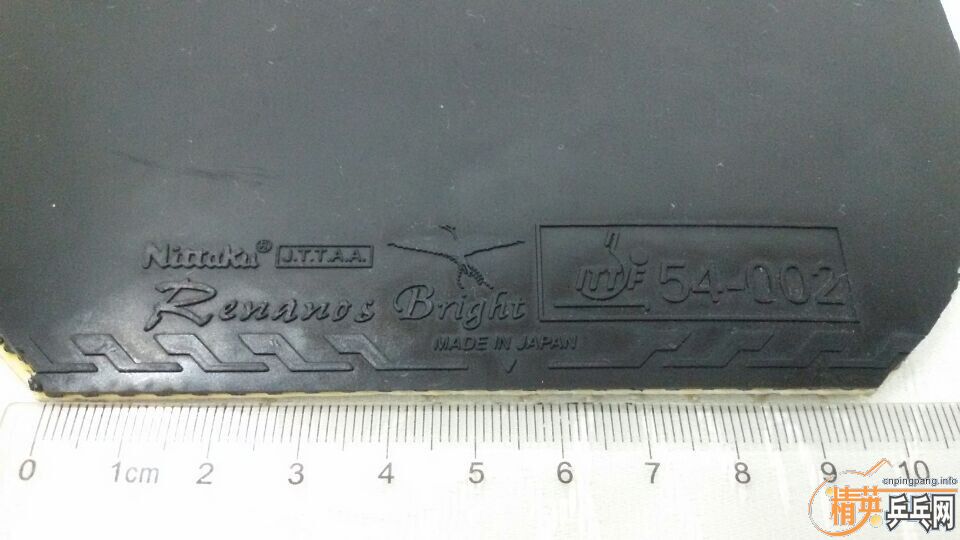 Nittaku® J.T.T.A.A.
Renanos Bright
ITTF 54-002
MADE IN JAPAN
0 1cm 2 3 4 5 6 7 8 9 10
cnpingpang.info
精英乒乓网